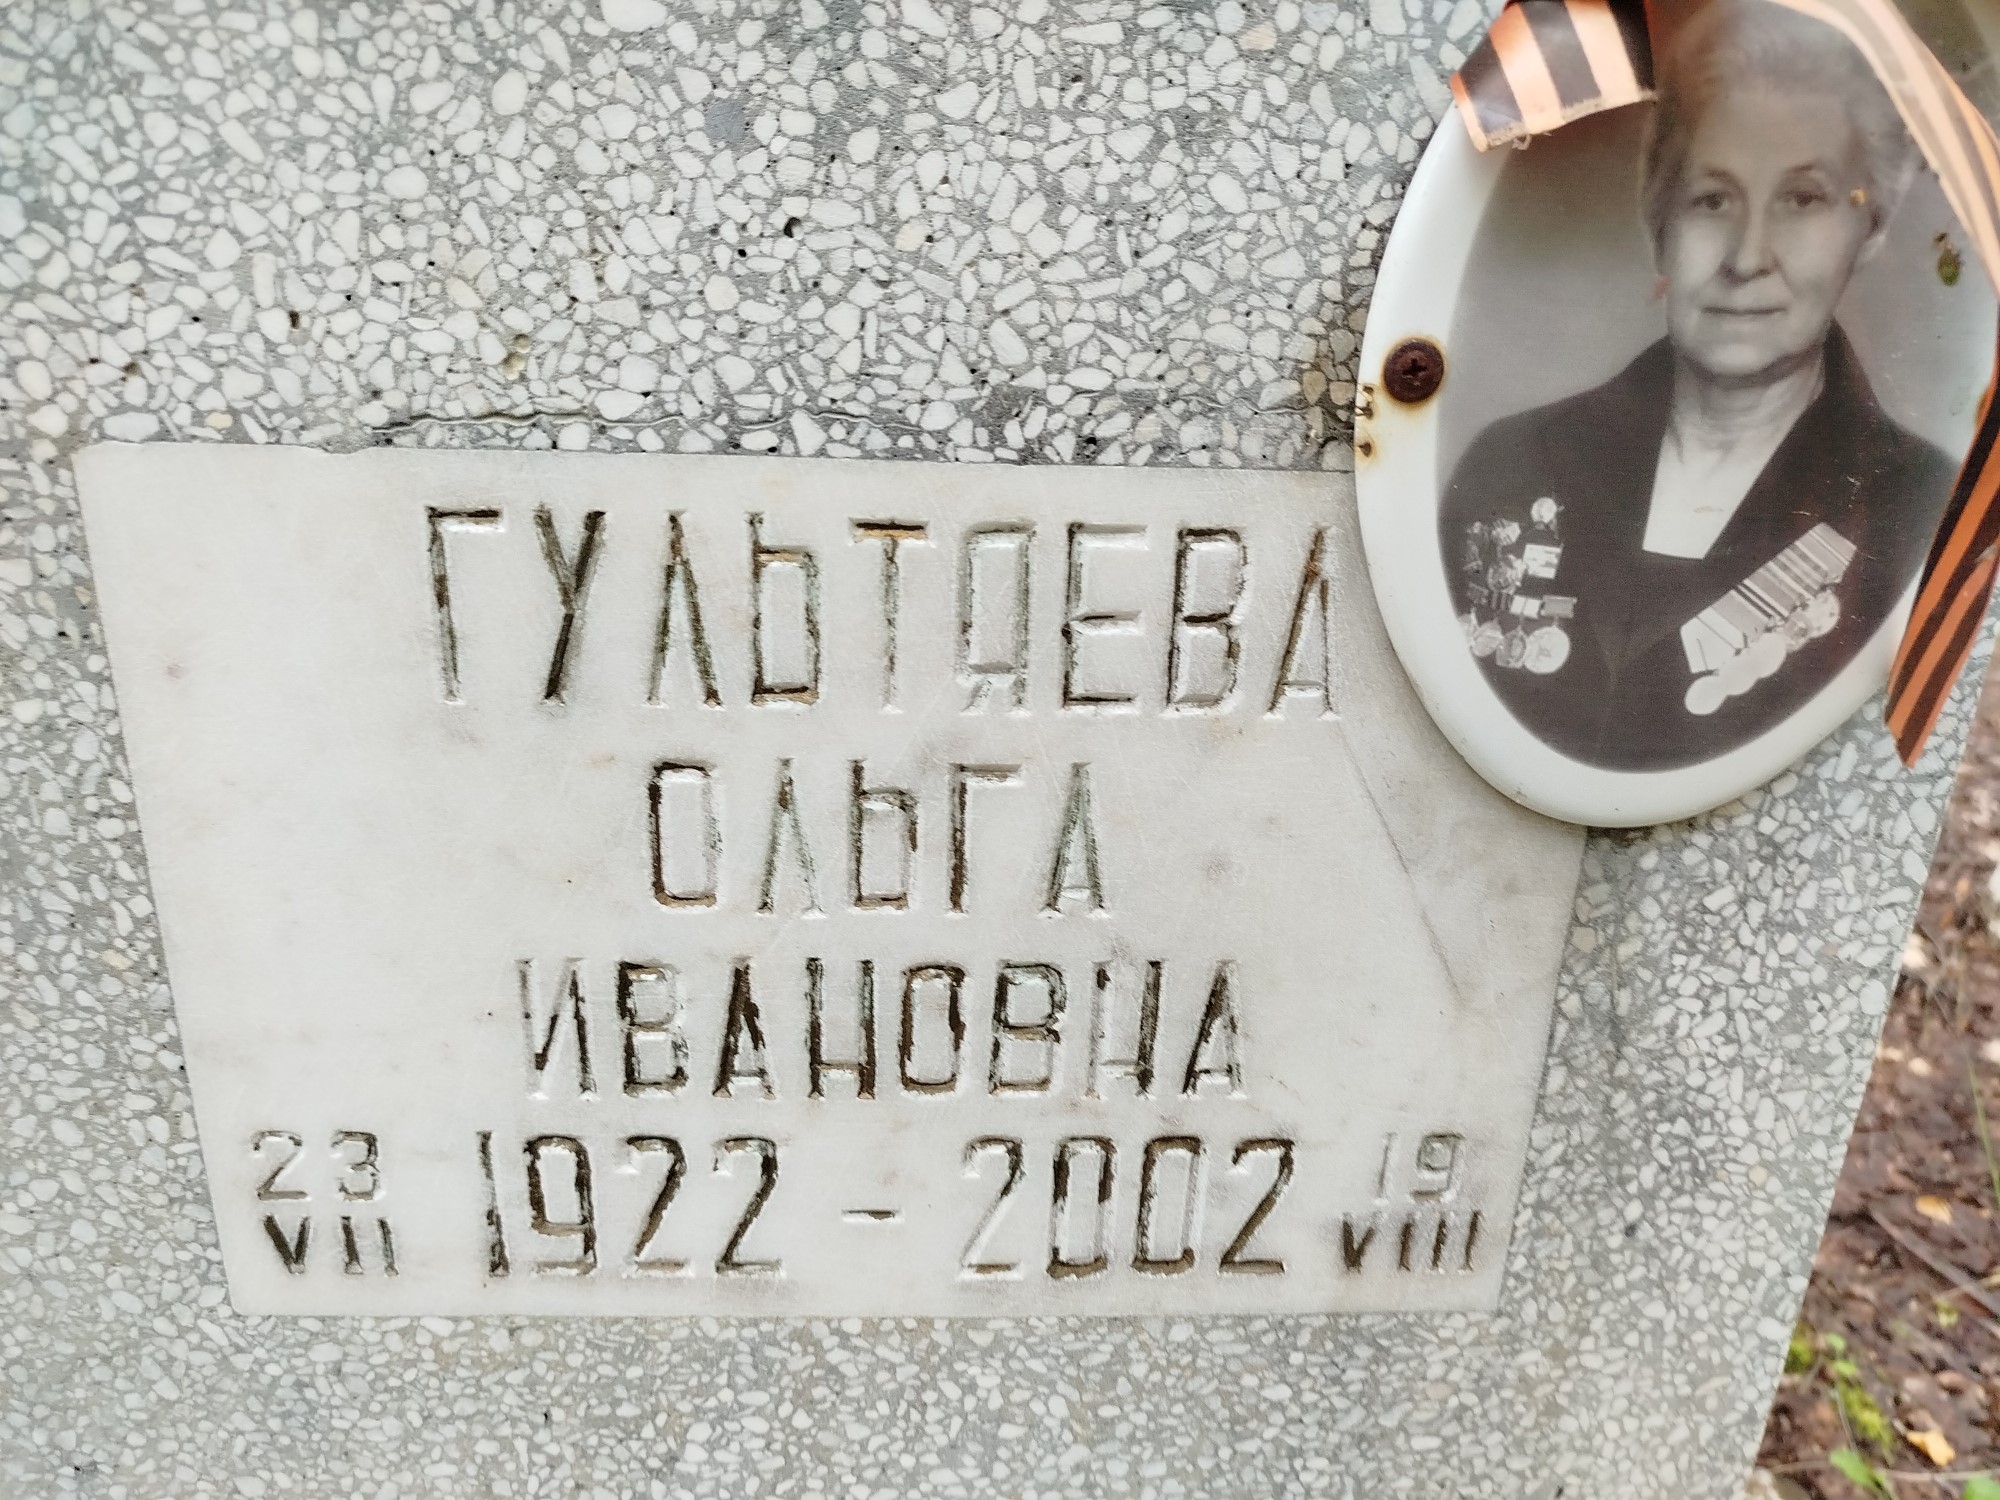 ГУЛЬТЯЕВА
ОЛЬГА
ИВАНОВНА
23 VII 1922 - 2002 19 VIII